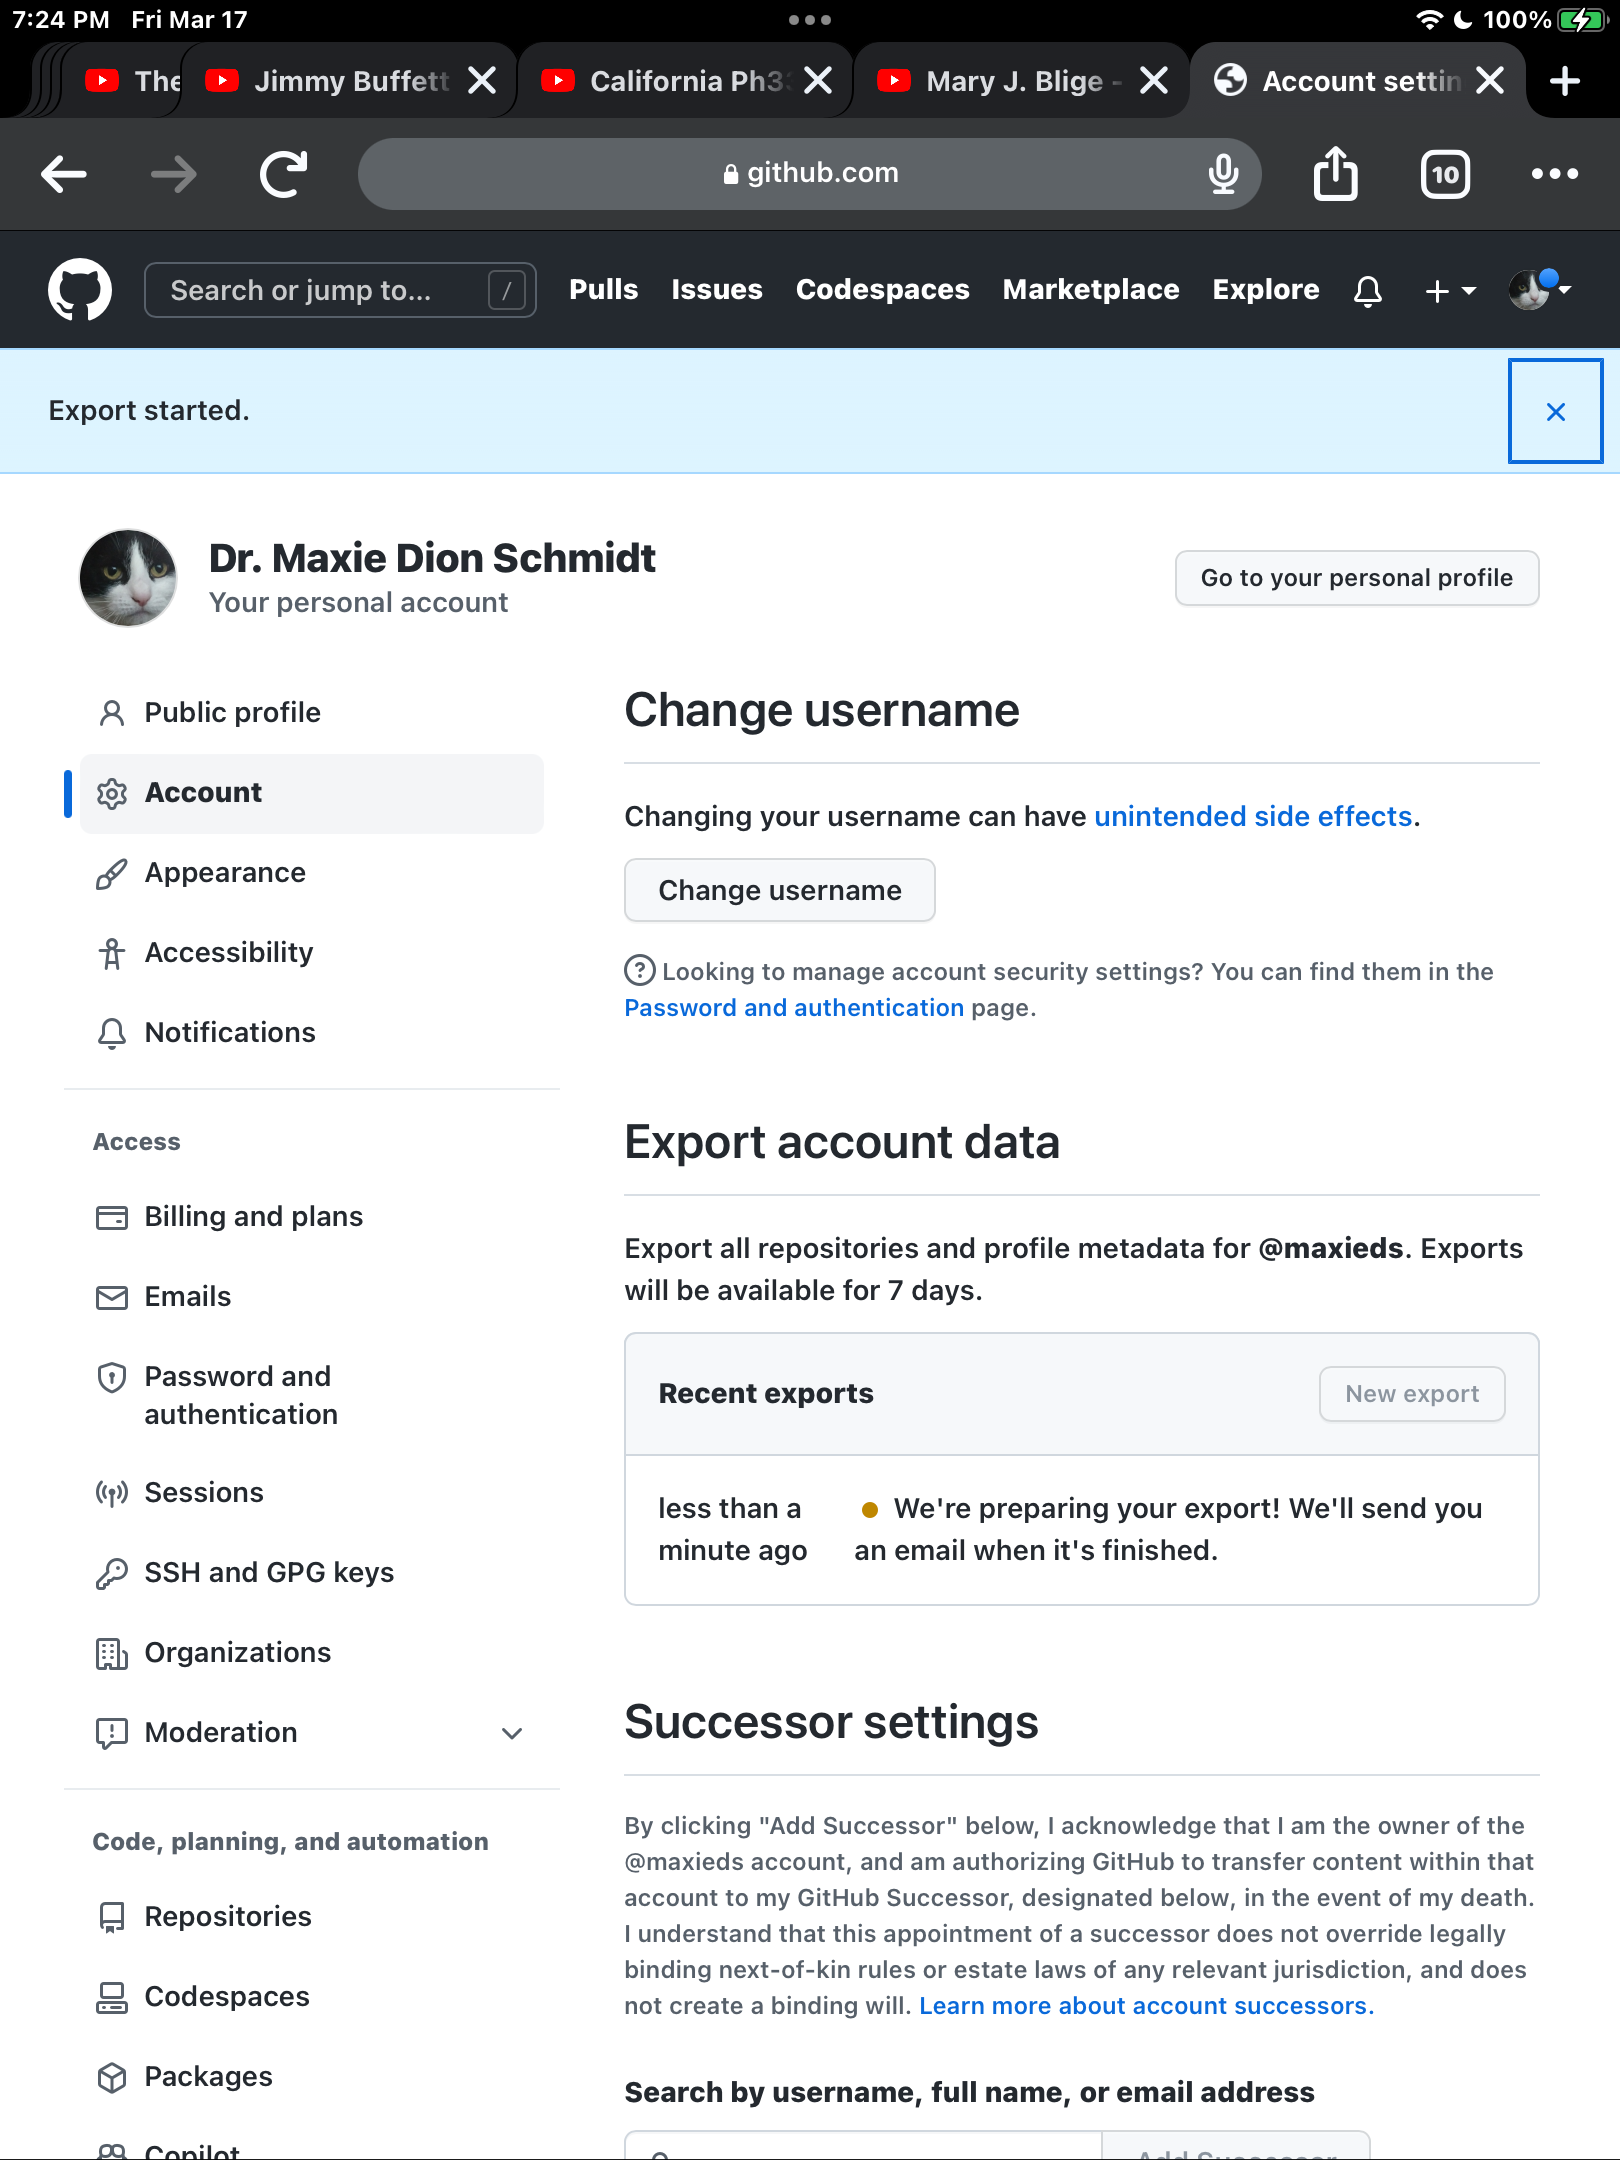 7:24 PM Fri Mar 17
100%
The
Jimmy Buffett
California Ph3
Mary J. Blige -
Account settin
github.com
10
Search or jump to... /
Pulls Issues Codespaces Marketplace Explore
Export started.
Dr. Maxie Dion Schmidt
Your personal account
Go to your personal profile
Public profile
Account
Appearance
Accessibility
Notifications
Access
Billing and plans
Emails
Password and
authentication
Sessions
SSH and GPG keys
Organizations
Moderation
Code, planning, and automation
Repositories
Codespaces
Packages
Copilot
Change username
Changing your username can have unintended side effects.
Change username
Looking to manage account security settings? You can find them in the
Password and authentication page.
Export account data
Export all repositories and profile metadata for @maxieds. Exports
will be available for 7 days.
Recent exports
New export
less than a
minute ago
We're preparing your export! We'll send you
an email when it's finished.
Successor settings
By clicking "Add Successor" below, I acknowledge that I am the owner of the
@maxieds account, and am authorizing GitHub to transfer content within that
account to my GitHub Successor, designated below, in the event of my death.
I understand that this appointment of a successor does not override legally
binding next-of-kin rules or estate laws of any relevant jurisdiction, and does
not create a binding will. Learn more about account successors.
Search by username, full name, or email address
Add Successor